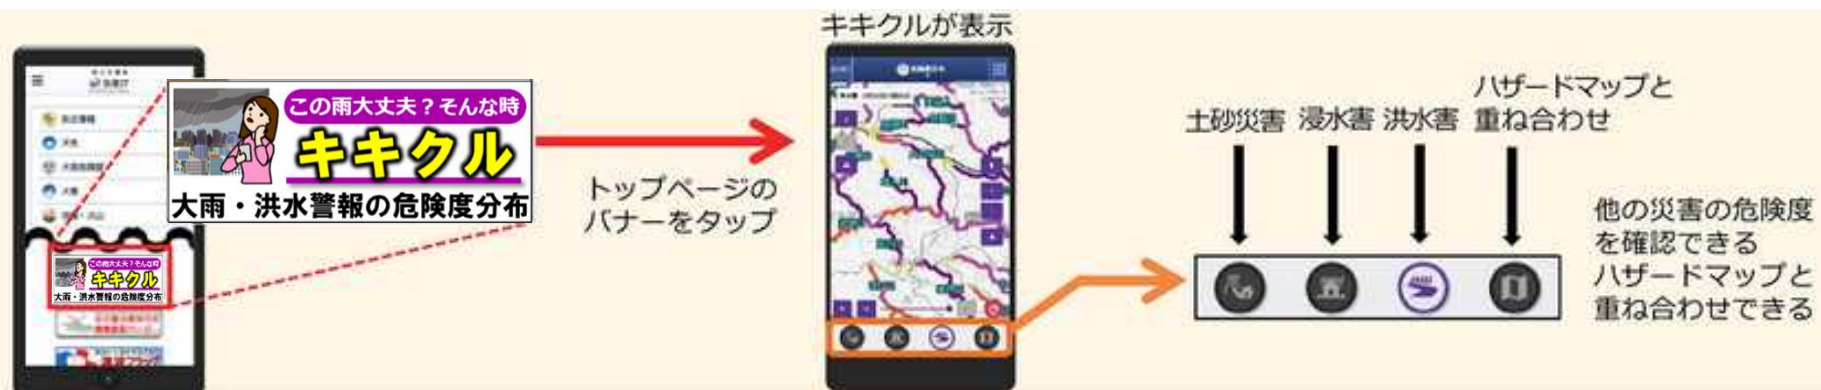 この雨大丈夫？そんな時
キキクル
大雨・洪水警報の危険度分布
この雨大丈夫？そんな時
キキクル
大雨・洪水警報の危険度分布
トップページの
バナーをタップ
キキクルが表示
土砂災害
浸水害
洪水害
ハザードマップと
重ね合わせ
他の災害の危険度
を確認できる
ハザードマップと
重ね合わせできる